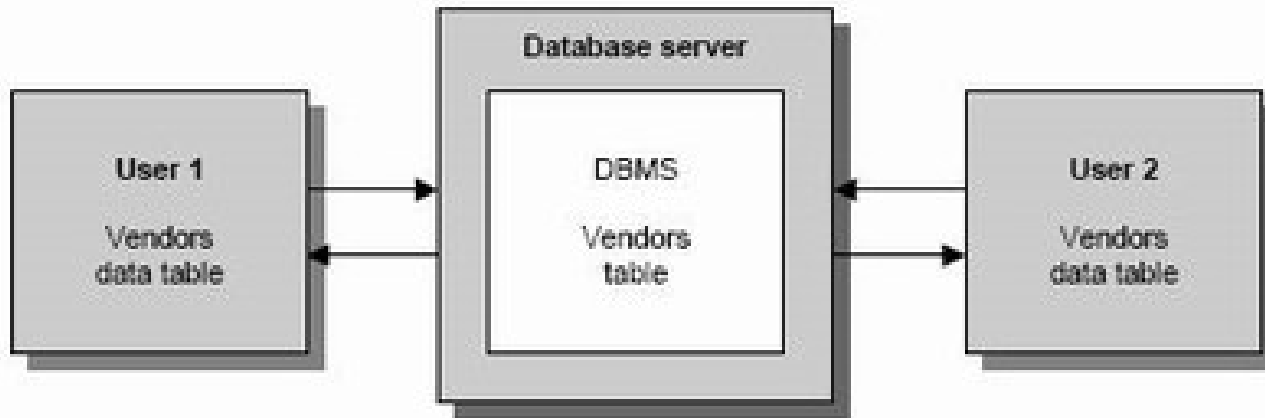 Database server
User 1
Vendors
data table
DBMS
Vendors
table
User 2
Vendors
data table